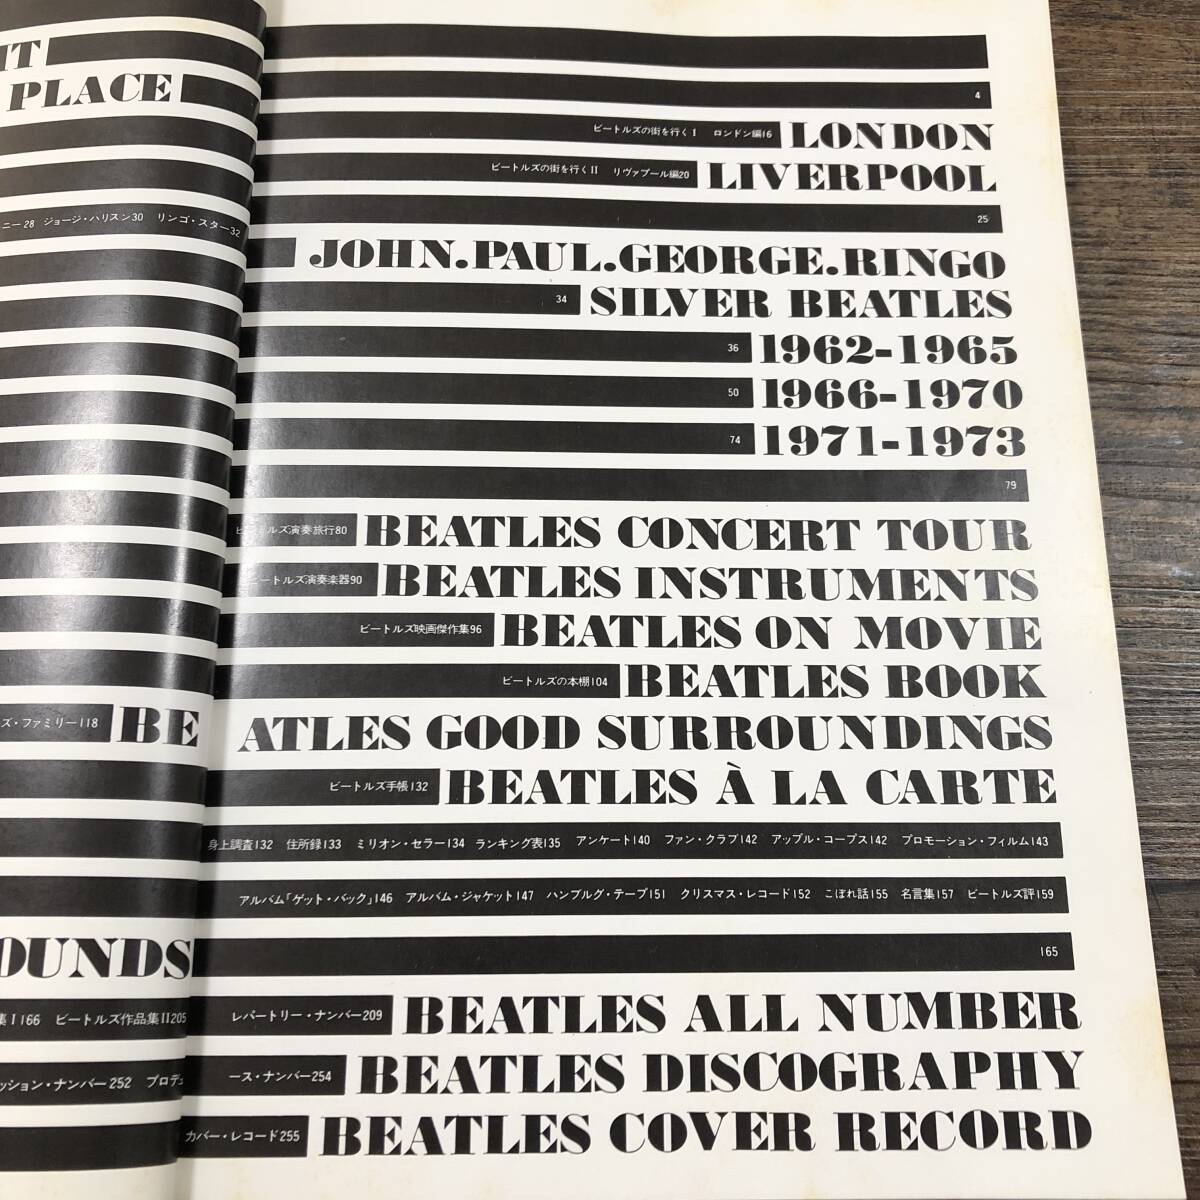 PLACE
4
ビートルズの街を行くI ロンドン編16 LONDON
ビートルズの街を行くII リヴァプール編20 LIVERPOOL
25
ニー28 ジョージ・ハリスン30 リンゴ・スター32
JOHN.PAUL.GEORGE.RINGO
34 SILVER BEATLES
36 1962-1965
50 1966-1970
74 1971-1973
79
ビートルズ演奏旅行80 BEATLES CONCERT TOUR
ートルズ演奏楽器90 BEATLES INSTRUMENTS
ビートルズ映画傑作集96 BEATLES ON MOVIE
ビートルズの本棚104 BEATLES BOOK
ズ・ファミリー118 BEATLES GOOD SURROUNDINGS
ビートルズ手帳132 BEATLES À LA CARTE
身上調査132 住所録133 ミリオン・セラー134 ランキング表135 アンケート140 ファン・クラブ142 アップル・コープス142 プロモーション・フィルム143
アルバム「ゲット・バック」146 アルバム・ジャケット147 ハンブルグ・テープ151 クリスマス・レコード152 こぼれ話155 名言集157 ビートルズ評159
OUNDS 165
集I166 ビートルズ作品集II205 レパートリー・ナンバー209 BEATLES ALL NUMBER
ッション・ナンバー252 プロデュース・ナンバー254 BEATLES DISCOGRAPHY
カバー・レコード255 BEATLES COVER RECORD